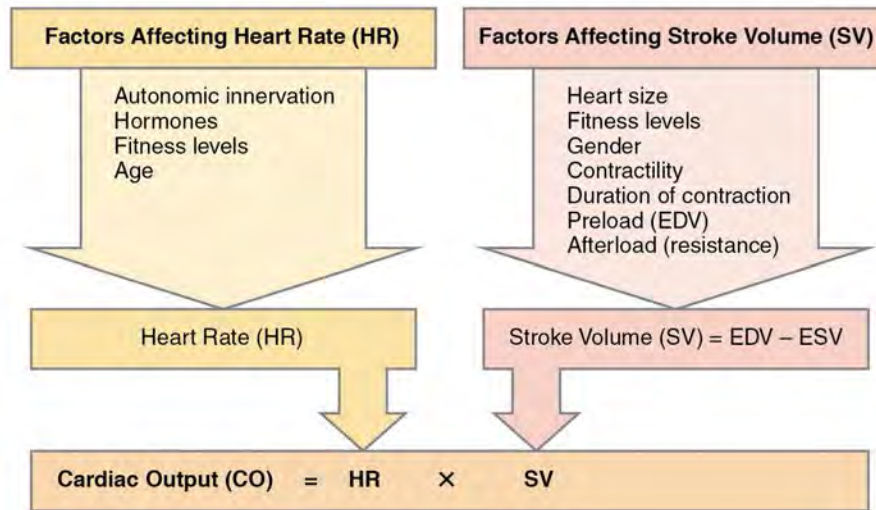 Factors Affecting Heart Rate (HR)
Autonomic innervation
Hormones
Fitness levels
Age
Heart Rate (HR)
Factors Affecting Stroke Volume (SV)
Heart size
Fitness levels
Gender
Contractility
Duration of contraction
Preload (EDV)
Afterload (resistance)
Stroke Volume (SV) = EDV – ESV
Cardiac Output (CO) = HR × SV